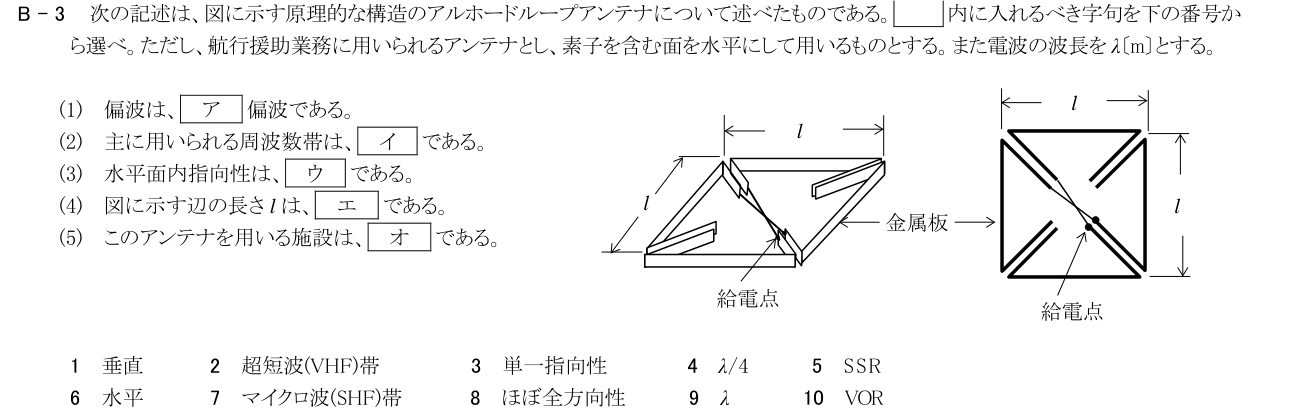 B－3 次の記述は、図に示す原理的な構造のアルホードループアンテナについて述べたものである。 内に入れるべき字句を下の番号か
ら選べ。ただし、航行援助業務に用いられるアンテナとし、素子を含む面を水平にして用いるものとする。また電波の波長をλ〔m〕とする。
(1) 偏波は、 ア 偏波である。
(2) 主に用いられる周波数帯は、 イ である。
(3) 水平面内指向性は、 ウ である。
(4) 図に示す辺の長さ l は、 エ である。
(5) このアンテナを用いる施設は、 オ である。
l
l
金属板
給電点
l
l
給電点
1 垂直 2 超短波(VHF)帯 3 単一指向性 4 λ/4 5 SSR
6 水平 7 マイクロ波(SHF)帯 8 ほぼ全方向性 9 λ 10 VOR